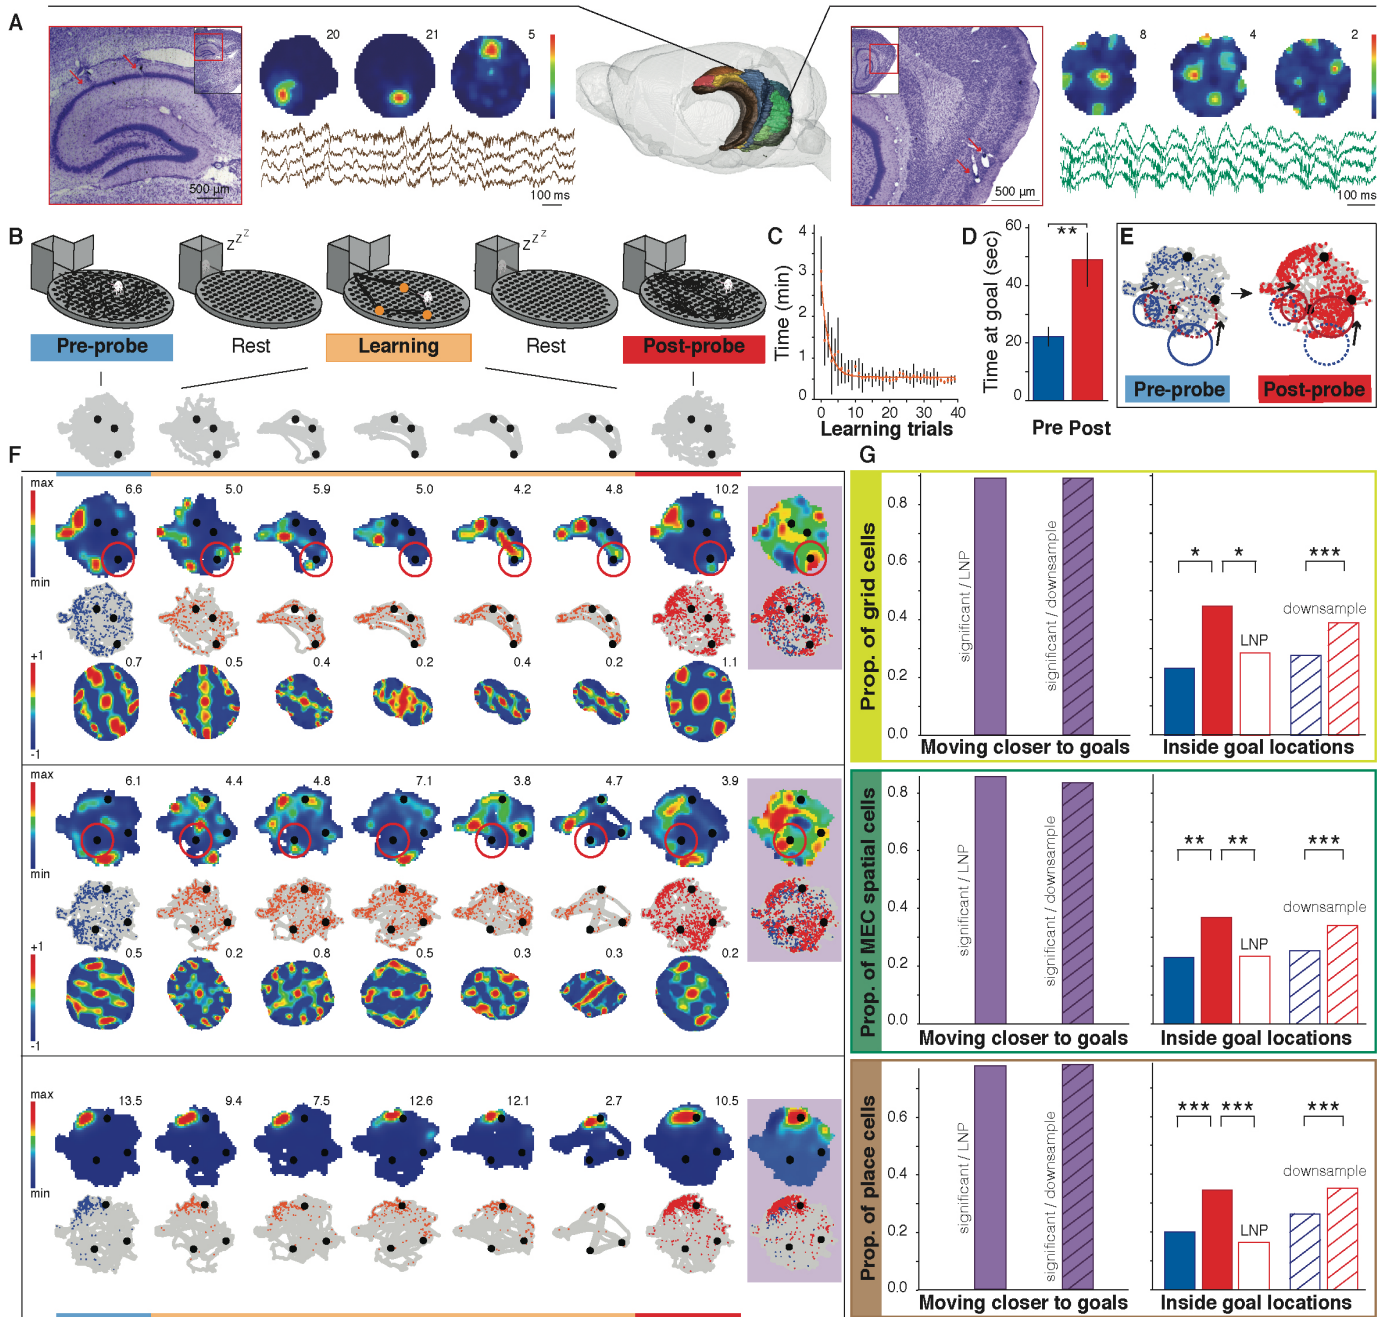 A
20
21
5
500 µm
100 ms
500 µm
8
4
2
100 ms
B
z z z
z z z
Pre-probe
Rest
Learning
Rest
Post-probe
C
Time (min)
4
3
2
1
0
0
10
20
30
40
Learning trials
D
Time at goal (sec)
60
40
20
0
**
Pre Post
E
Pre-probe
Post-probe
F
max
min
6.6
5.0
5.9
5.0
4.2
4.8
10.2
+1
-1
0.7
0.5
0.4
0.2
0.4
0.2
1.1
max
min
6.1
4.4
4.8
7.1
3.8
4.7
3.9
+1
-1
0.5
0.2
0.8
0.5
0.3
0.3
0.2
max
min
13.5
9.4
7.5
12.6
12.1
2.7
10.5
G
Prop. of grid cells
0.8
0.6
0.4
0.2
0.0
significant / LNP
significant / downsample
Moving closer to goals
*
*
***
LNP
downsample
Inside goal locations
Prop. of MEC spatial cells
0.8
0.6
0.4
0.2
0.0
significant / LNP
significant / downsample
Moving closer to goals
**
**
***
LNP
downsample
Inside goal locations
Prop. of place cells
0.6
0.4
0.2
0.0
significant / LNP
significant / downsample
Moving closer to goals
***
***
***
LNP
downsample
Inside goal locations